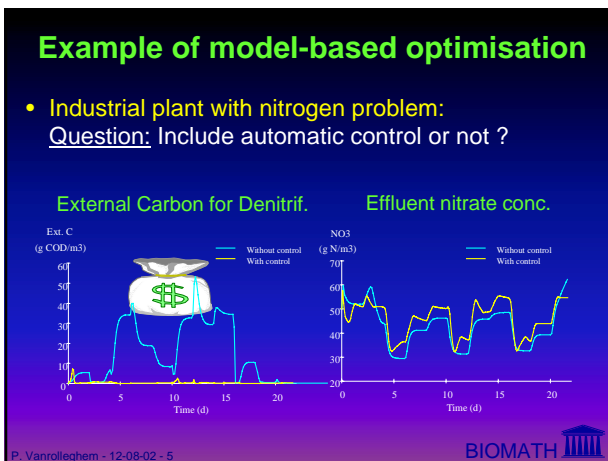 Example of model-based optimisation
• Industrial plant with nitrogen problem:
Question: Include automatic control or not ?
External Carbon for Denitrif.
Ext. C
(g COD/m3)
Without control
With control
60
50
40
30
20
10
0
0 5 10 15 20
Time (d)
$
Effluent nitrate conc.
NO3
(g N/m3)
Without control
With control
70
60
50
40
30
20
0 5 10 15 20
Time (d)
P. Vanrolleghem - 12-08-02 - 5
BIOMATH